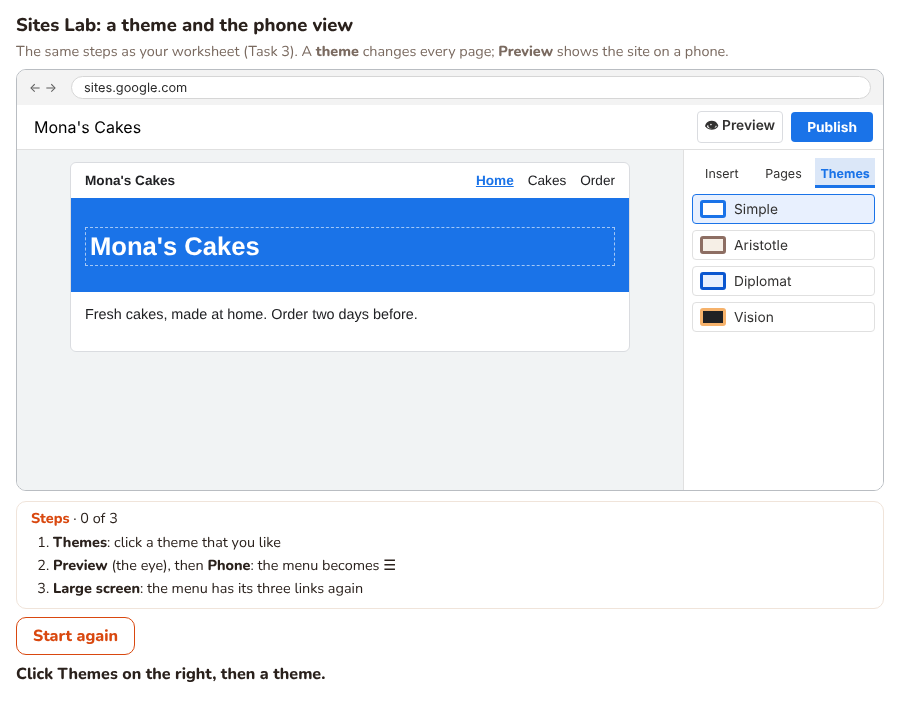 Sites Lab: a theme and the phone view
The same steps as your worksheet (Task 3). A theme changes every page; Preview shows the site on a phone.
← → sites.google.com
Mona's Cakes
Preview
Publish
Mona's Cakes
Home Cakes Order
Mona's Cakes
Fresh cakes, made at home. Order two days before.
Insert Pages Themes
Simple
Aristotle
Diplomat
Vision
Steps · 0 of 3
1. Themes: click a theme that you like
2. Preview (the eye), then Phone: the menu becomes ☰
3. Large screen: the menu has its three links again
Start again
Click Themes on the right, then a theme.